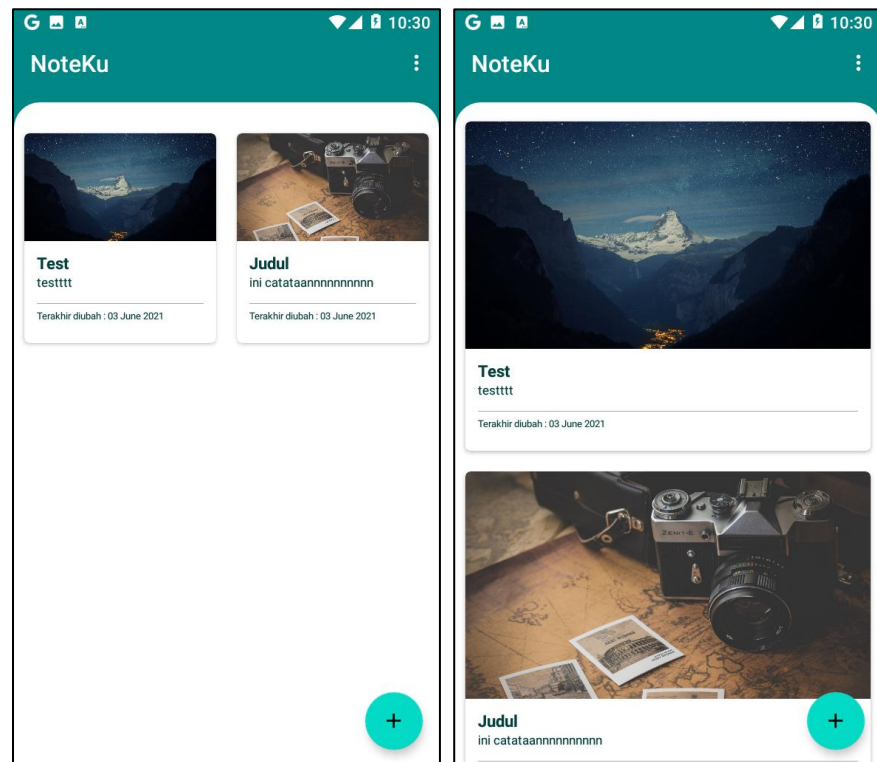 10:30
NoteKu
Test
testttt
Terakhir diubah : 03 June 2021
Judul
ini catataannnnnnnnnn
Terakhir diubah : 03 June 2021
10:30
NoteKu
Test
testttt
Terakhir diubah : 03 June 2021
ZENIT-E
Judul
ini catataannnnnnnnnn